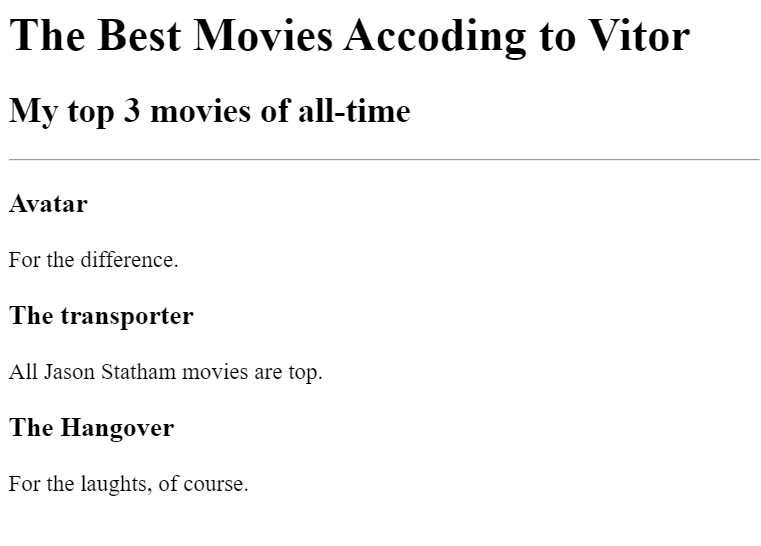 The Best Movies Accoding to Vitor
My top 3 movies of all-time
Avatar
For the difference.
The transporter
All Jason Statham movies are top.
The Hangover
For the laughts, of course.